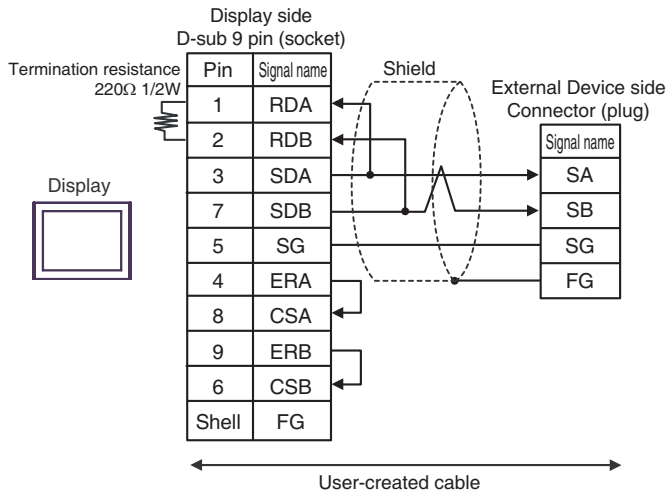 Display side
D-sub 9 pin (socket)
Termination resistance
220Ω 1/2W
Pin Signal name
Shield
External Device side
Connector (plug)
Signal name
1 RDA
2 RDB
3 SDA SA
Display
7 SDB SB
5 SG SG
4 ERA FG
8 CSA
9 ERB
6 CSB
Shell FG
User-created cable